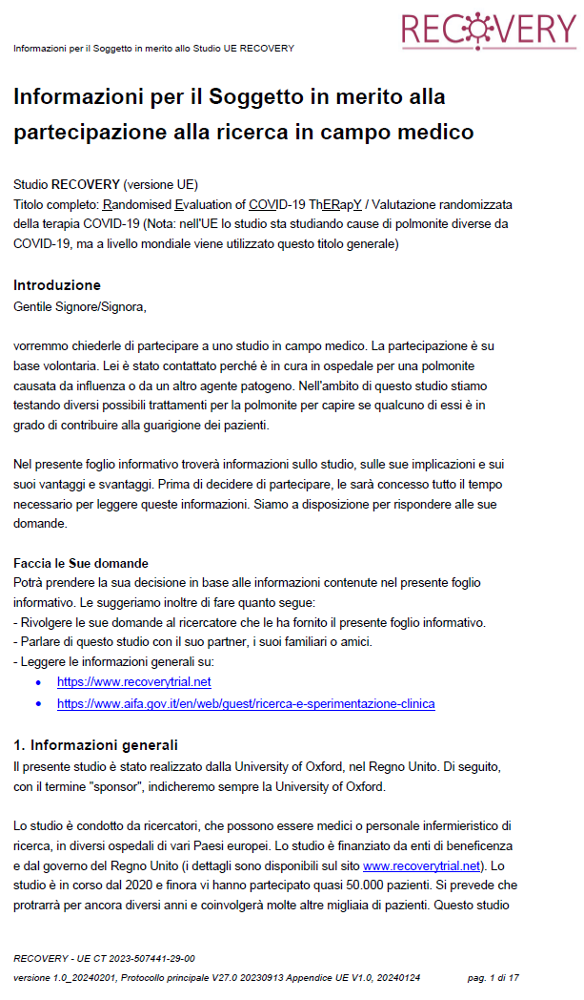 Informazioni per il Soggetto in merito allo Studio UE RECOVERY
RECOVERY
Informazioni per il Soggetto in merito alla
partecipazione alla ricerca in campo medico
Studio RECOVERY (versione UE)
Titolo completo: Randomised Evaluation of COVID-19 ThERapY / Valutazione randomizzata
della terapia COVID-19 (Nota: nell'UE lo studio sta studiando cause di polmonite diverse da
COVID-19, ma a livello mondiale viene utilizzato questo titolo generale)
Introduzione
Gentile Signore/Signora,
vorremmo chiederle di partecipare a uno studio in campo medico. La partecipazione è su
base volontaria. Lei è stato contattato perché è in cura in ospedale per una polmonite
causata da influenza o da un altro agente patogeno. Nell'ambito di questo studio stiamo
testando diversi possibili trattamenti per la polmonite per capire se qualcuno di essi è in
grado di contribuire alla guarigione dei pazienti.
Nel presente foglio informativo troverà informazioni sullo studio, sulle sue implicazioni e sui
suoi vantaggi e svantaggi. Prima di decidere di partecipare, le sarà concesso tutto il tempo
necessario per leggere queste informazioni. Siamo a disposizione per rispondere alle sue
domande.
Faccia le Sue domande
Potrà prendere la sua decisione in base alle informazioni contenute nel presente foglio
informativo. Le suggeriamo inoltre di fare quanto segue:
- Rivolgere le sue domande al ricercatore che le ha fornito il presente foglio informativo.
- Parlare di questo studio con il suo partner, i suoi familiari o amici.
- Leggere le informazioni generali su:
• https://www.recoverytrial.net
• https://www.aifa.gov.it/en/web/guest/ricerca-e-sperimentazione-clinica
1. Informazioni generali
Il presente studio è stato realizzato dalla University of Oxford, nel Regno Unito. Di seguito,
con il termine "sponsor", indicheremo sempre la University of Oxford.
Lo studio è condotto da ricercatori, che possono essere medici o personale infermieristico di
ricerca, in diversi ospedali di vari Paesi europei. Lo studio è finanziato da enti di beneficenza
e dal governo del Regno Unito (i dettagli sono disponibili sul sito www.recoverytrial.net). Lo
studio è in corso dal 2020 e finora vi hanno partecipato quasi 50.000 pazienti. Si prevede che
protrarrà per ancora diversi anni e coinvolgerà molte altre migliaia di pazienti. Questo studio
RECOVERY - UE CT 2023-507441-29-00
versione 1.0_20240201, Protocollo principale V27.0 20230913 Appendice UE V1.0, 20240124 pag. 1 di 17